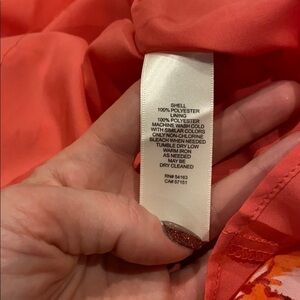 SHELL
100% POLYESTER
LINING
100% POLYESTER
MACHINE WASH COLD
WITH SIMILAR COLORS
ONLY NON-CHLORINE
BLEACH WHEN NEEDED
TUMBLE DRY LOW
WARM IRON
AS NEEDED
MAY BE
DRY CLEANED
RN# 54163
CA# 57151